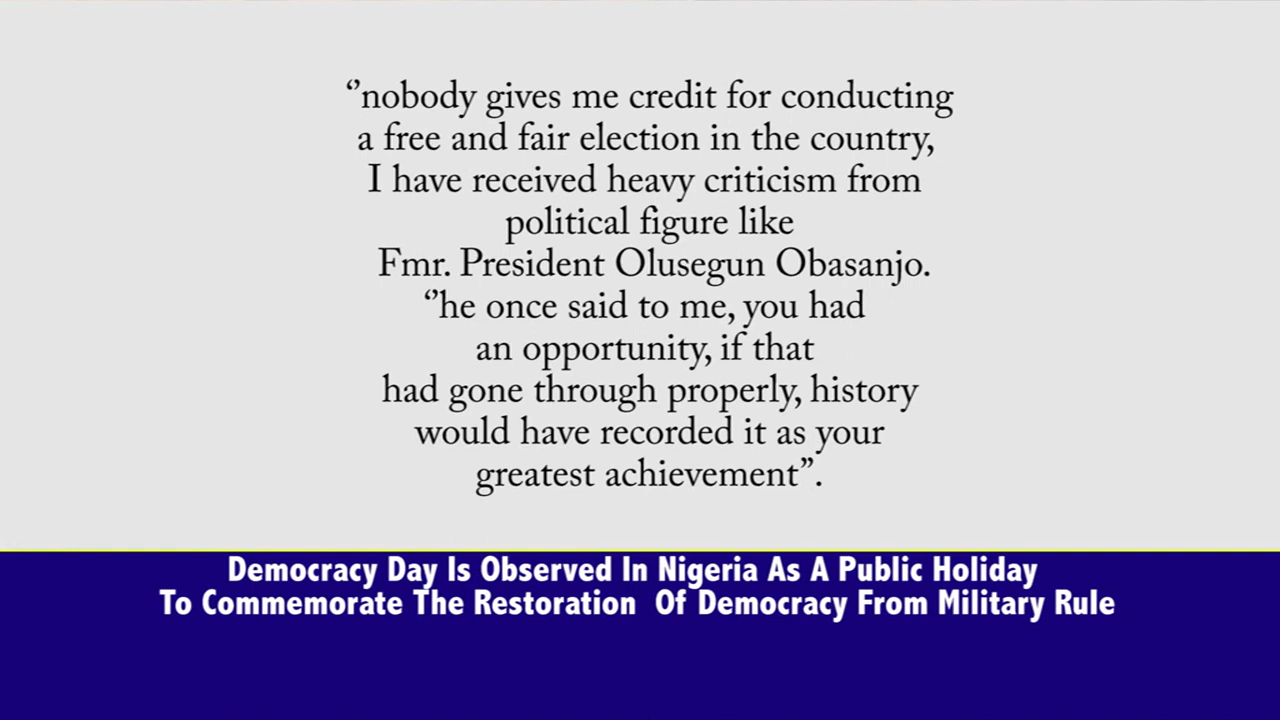 ‘’nobody gives me credit for conducting
a free and fair election in the country,
I have received heavy criticism from
political figure like
Fmr. President Olusegun Obasanjo.
‘’he once said to me, you had
an opportunity, if that
had gone through properly, history
would have recorded it as your
greatest achievement’’.
Democracy Day Is Observed In Nigeria As A Public Holiday
To Commemorate The Restoration Of Democracy From Military Rule